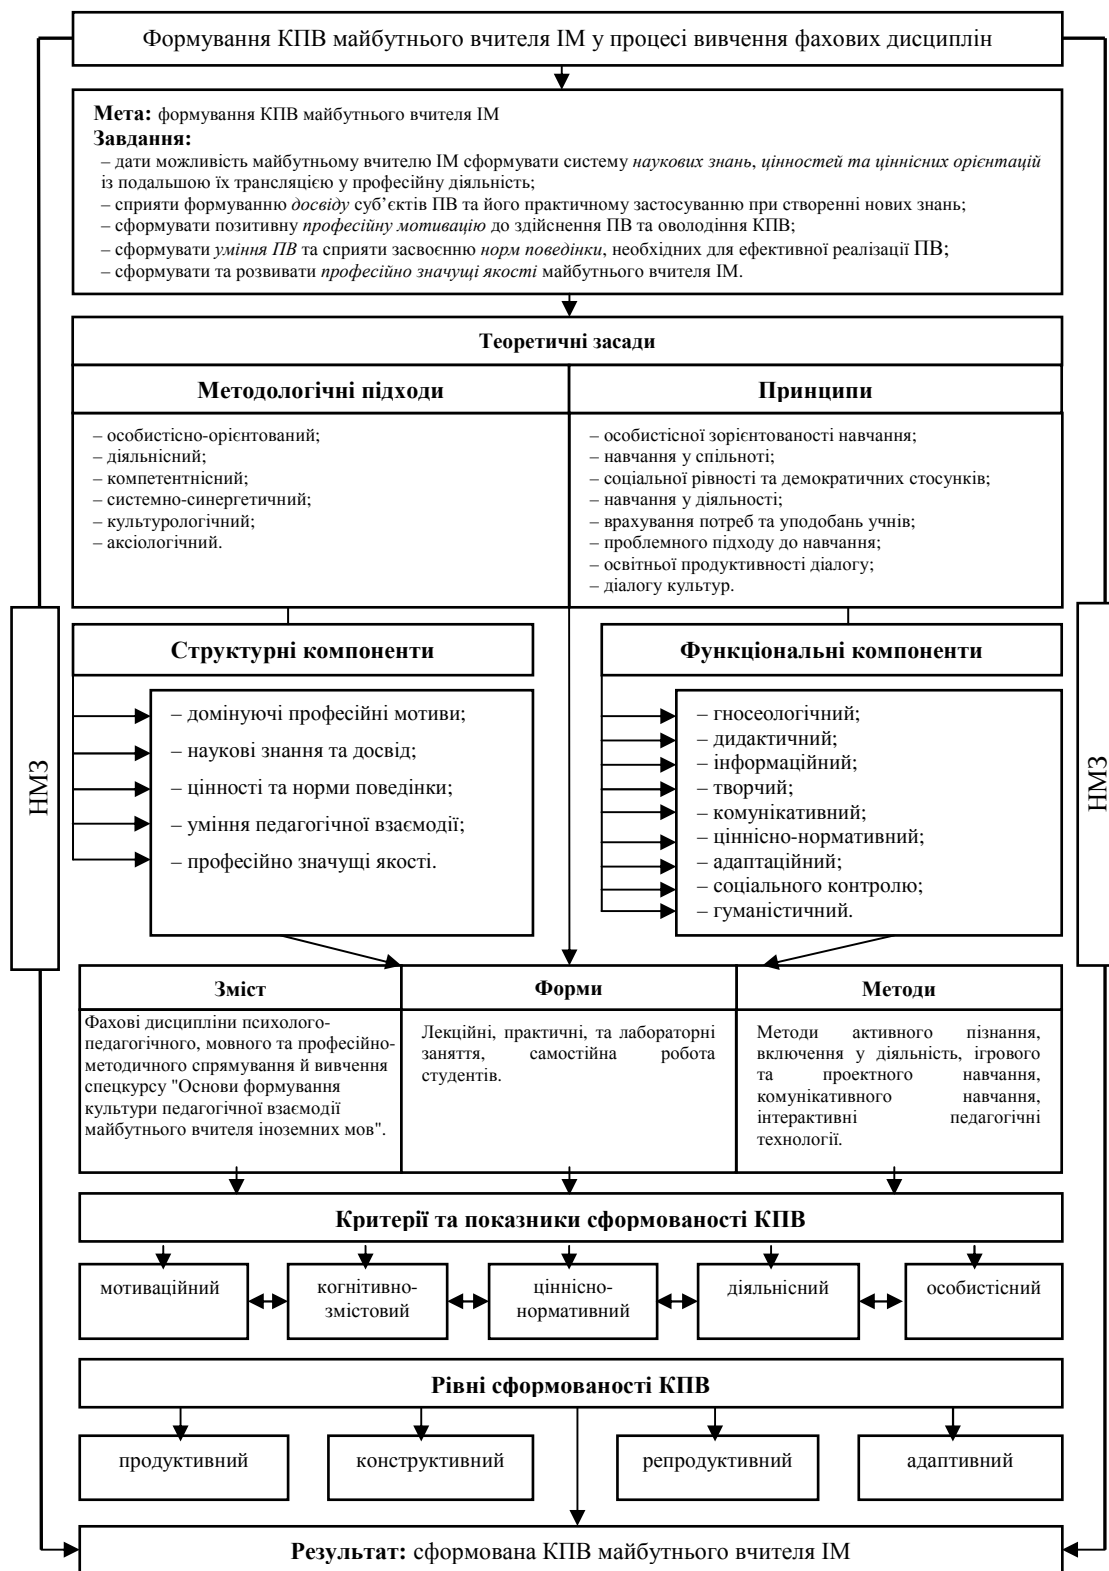 Формування КПВ майбутнього вчителя ІМ у процесі вивчення фахових дисциплін
Мета: формування КПВ майбутнього вчителя ІМ
Завдання:
– дати можливість майбутньому вчителю ІМ сформувати систему наукових знань, цінностей та ціннісних орієнтацій
із подальшою їх трансляцією у професійну діяльність;
– сприяти формуванню досвіду суб’єктів ПВ та його практичному застосуванню при створенні нових знань;
– сформувати позитивну професійну мотивацію до здійснення ПВ та оволодіння КПВ;
– сформувати уміння ПВ та сприяти засвоєнню норм поведінки, необхідних для ефективної реалізації ПВ;
– сформувати та розвивати професійно значущі якості майбутнього вчителя ІМ.
Теоретичні засади
Методологічні підходи
– особистісно-орієнтований;
– діяльнісний;
– компетентнісний;
– системно-синергетичний;
– культурологічний;
– аксіологічний.
Принципи
– особистісної зорієнтованості навчання;
– навчання у спільноті;
– соціальної рівності та демократичних стосунків;
– навчання у діяльності;
– врахування потреб та уподобань учнів;
– проблемного підходу до навчання;
– освітньої продуктивності діалогу;
– діалогу культур.
НМЗ
НМЗ
Структурні компоненти
– домінуючі професійні мотиви;
– наукові знання та досвід;
– цінності та норми поведінки;
– уміння педагогічної взаємодії;
– професійно значущі якості.
Функціональні компоненти
– гносеологічний;
– дидактичний;
– інформаційний;
– творчий;
– комунікативний;
– ціннісно-нормативний;
– адаптаційний;
– соціального контролю;
– гуманістичний.
Зміст
Фахові дисципліни психолого-
педагогічного, мовного та професійно-
методичного спрямування й вивчення
спецкурсу "Основи формування
культури педагогічної взаємодії
майбутнього вчителя іноземних мов".
Форми
Лекційні, практичні, та лабораторні
заняття, самостійна робота
студентів.
Методи
Методи активного пізнання,
включення у діяльність, ігрового
та проектного навчання,
комунікативного навчання,
інтерактивні педагогічні
технології.
Критерії та показники сформованості КПВ
мотиваційний
когнітивно-
змістовий
ціннісно-
нормативний
діяльнісний
особистісний
Рівні сформованості КПВ
продуктивний
конструктивний
репродуктивний
адаптивний
Результат: сформована КПВ майбутнього вчителя ІМ